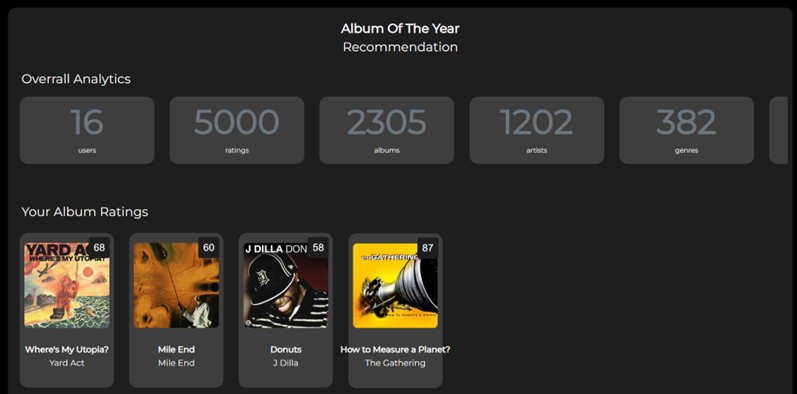 Album Of The Year
Recommendation
Overrall Analytics
16
users
5000
ratings
2305
albums
1202
artists
382
genres
Your Album Ratings
YARD A
WHERE'S MY UTOPIA?
68
Where's My Utopia?
Yard Act
60
Mile End
Mile End
J DILLA DON
58
Donuts
J Dilla
THE GATHERING
87
How to Measure a Planet?
The Gathering